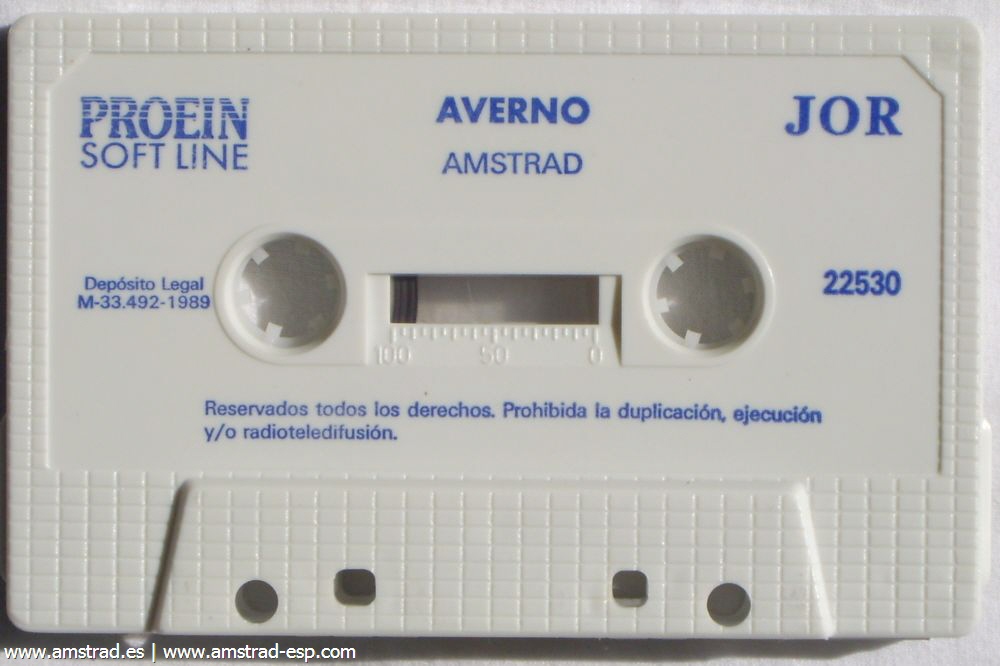 PROEIN
SOFT LINE
AVERNO
AMSTRAD
JOR
Depósito Legal
M-33.492-1989
22530
100 50 0
Reservados todos los derechos. Prohibida la duplicación, ejecución
y/o radioteledifusión.
www.amstrad.es | www.amstrad-esp.com